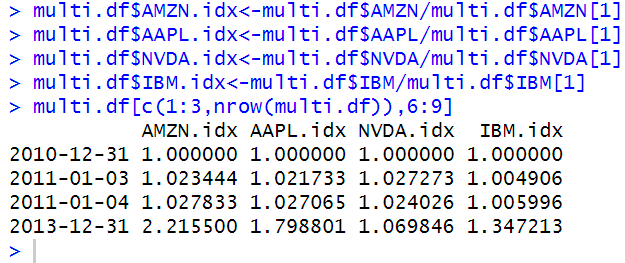 > multi.df$AMZN.idx<-multi.df$AMZN/multi.df$AMZN[1]
> multi.df$AAPL.idx<-multi.df$AAPL/multi.df$AAPL[1]
> multi.df$NVDA.idx<-multi.df$NVDA/multi.df$NVDA[1]
> multi.df$IBM.idx<-multi.df$IBM/multi.df$IBM[1]
> multi.df[c(1:3,nrow(multi.df)),6:9]
           AMZN.idx AAPL.idx NVDA.idx  IBM.idx
2010-12-31 1.000000 1.000000 1.000000 1.000000
2011-01-03 1.023444 1.021733 1.027273 1.004906
2011-01-04 1.027833 1.027065 1.024026 1.005996
2013-12-31 2.215500 1.798801 1.069846 1.347213
>